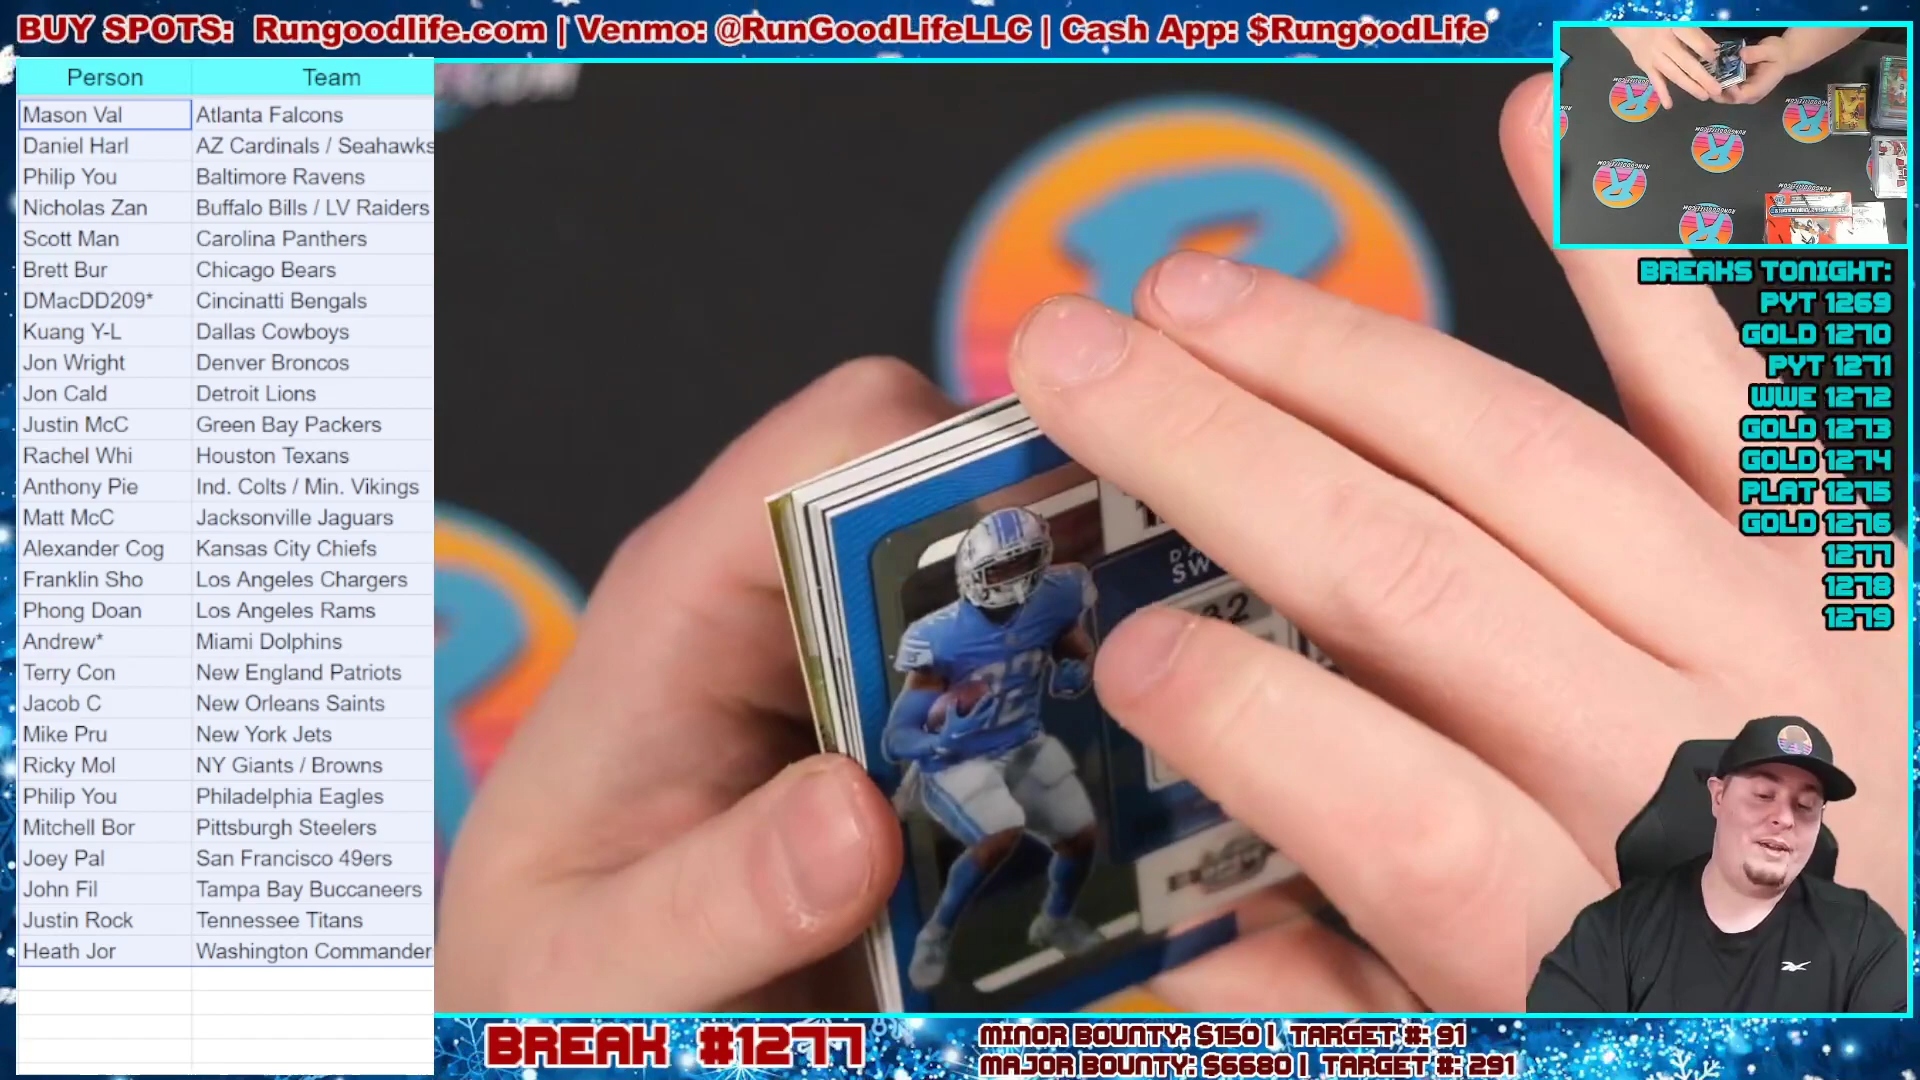 BUY SPOTS: Rungoodlife.com | Venmo: @RunGoodLifeLLC | Cash App: $RungoodLife
Person Team
Mason Val Atlanta Falcons
Daniel Harl AZ Cardinals / Seahawks
Philip You Baltimore Ravens
Nicholas Zan Buffalo Bills / LV Raiders
Scott Man Carolina Panthers
Brett Bur Chicago Bears
DMacDD209* Cincinatti Bengals
Kuang Y-L Dallas Cowboys
Jon Wright Denver Broncos
Jon Cald Detroit Lions
Justin McC Green Bay Packers
Rachel Whi Houston Texans
Anthony Pie Ind. Colts / Min. Vikings
Matt McC Jacksonville Jaguars
Alexander Cog Kansas City Chiefs
Franklin Sho Los Angeles Chargers
Phong Doan Los Angeles Rams
Andrew* Miami Dolphins
Terry Con New England Patriots
Jacob C New Orleans Saints
Mike Pru New York Jets
Ricky Mol NY Giants / Browns
Philip You Philadelphia Eagles
Mitchell Bor Pittsburgh Steelers
Joey Pal San Francisco 49ers
John Fil Tampa Bay Buccaneers
Justin Rock Tennessee Titans
Heath Jor Washington Commander
32
BREAKS TONIGHT:
PYT 1269
GOLD 1270
PYT 1271
WWE 1272
GOLD 1273
GOLD 1274
PLAT 1275
GOLD 1276
1277
1278
1279
BREAK #1277
MINOR BOUNTY: $150 | TARGET #: 91
MAJOR BOUNTY: $6680 | TARGET #: 291